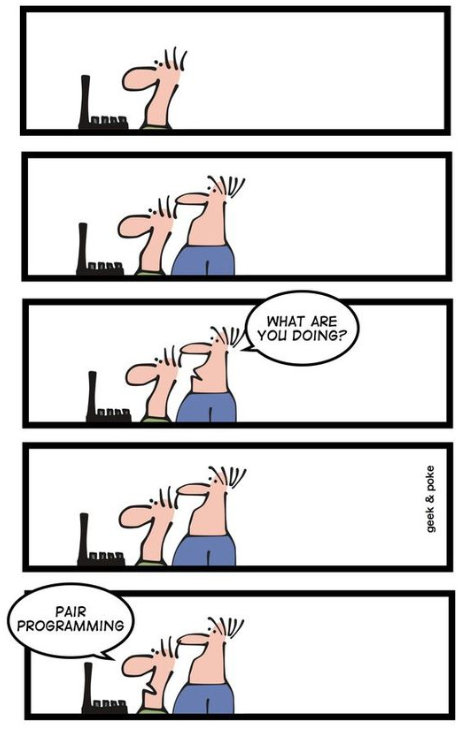 WHAT ARE
YOU DOING?
geek & poke
PAIR
PROGRAMMING